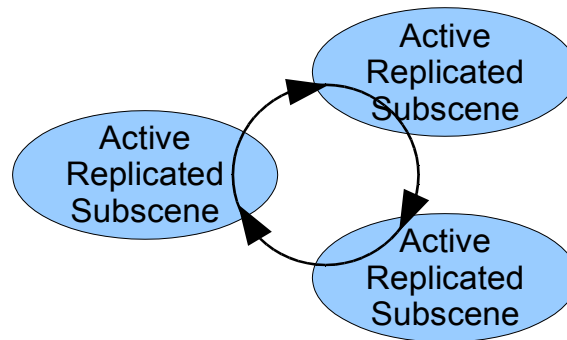 Active
Replicated
Subscene
Active
Replicated
Subscene
Active
Replicated
Subscene